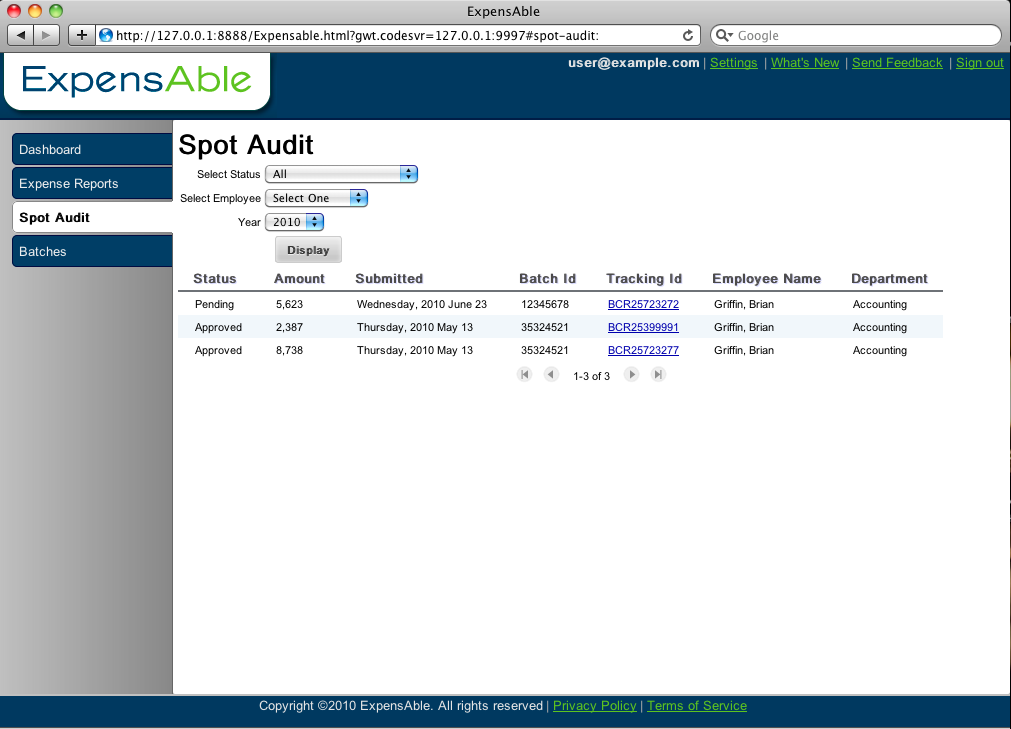 ExpensAble
http://127.0.0.1:8888/Expensable.html?gwt.codesvr=127.0.0.1:9997#spot-audit:
Google
ExpensAble
user@example.com | Settings | What's New | Send Feedback | Sign out
Dashboard
Expense Reports
Spot Audit
Batches
Spot Audit
Select Status All
Select Employee Select One
Year 2010
Display
Status Amount Submitted Batch Id Tracking Id Employee Name Department
Pending 5,623 Wednesday, 2010 June 23 12345678 BCR25723272 Griffin, Brian Accounting
Approved 2,387 Thursday, 2010 May 13 35324521 BCR25399991 Griffin, Brian Accounting
Approved 8,738 Thursday, 2010 May 13 35324521 BCR25723277 Griffin, Brian Accounting
1-3 of 3
Copyright ©2010 ExpensAble. All rights reserved | Privacy Policy | Terms of Service